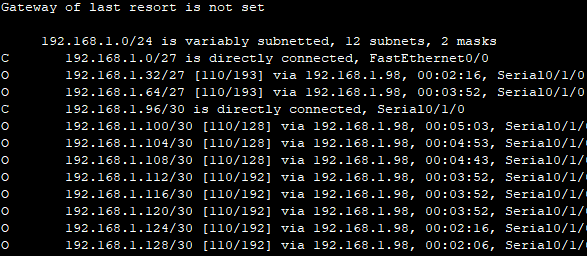 Gateway of last resort is not set
192.168.1.0/24 is variably subnetted, 12 subnets, 2 masks
C 192.168.1.0/27 is directly connected, FastEthernet0/0
O 192.168.1.32/27 [110/193] via 192.168.1.98, 00:02:16, Serial0/1/0
O 192.168.1.64/27 [110/193] via 192.168.1.98, 00:03:52, Serial0/1/0
C 192.168.1.96/30 is directly connected, Serial0/1/0
O 192.168.1.100/30 [110/128] via 192.168.1.98, 00:05:03, Serial0/1/0
O 192.168.1.104/30 [110/128] via 192.168.1.98, 00:04:53, Serial0/1/0
O 192.168.1.108/30 [110/128] via 192.168.1.98, 00:04:43, Serial0/1/0
O 192.168.1.112/30 [110/192] via 192.168.1.98, 00:03:52, Serial0/1/0
O 192.168.1.116/30 [110/192] via 192.168.1.98, 00:03:52, Serial0/1/0
O 192.168.1.120/30 [110/192] via 192.168.1.98, 00:03:52, Serial0/1/0
O 192.168.1.124/30 [110/192] via 192.168.1.98, 00:02:16, Serial0/1/0
O 192.168.1.128/30 [110/192] via 192.168.1.98, 00:02:06, Serial0/1/0